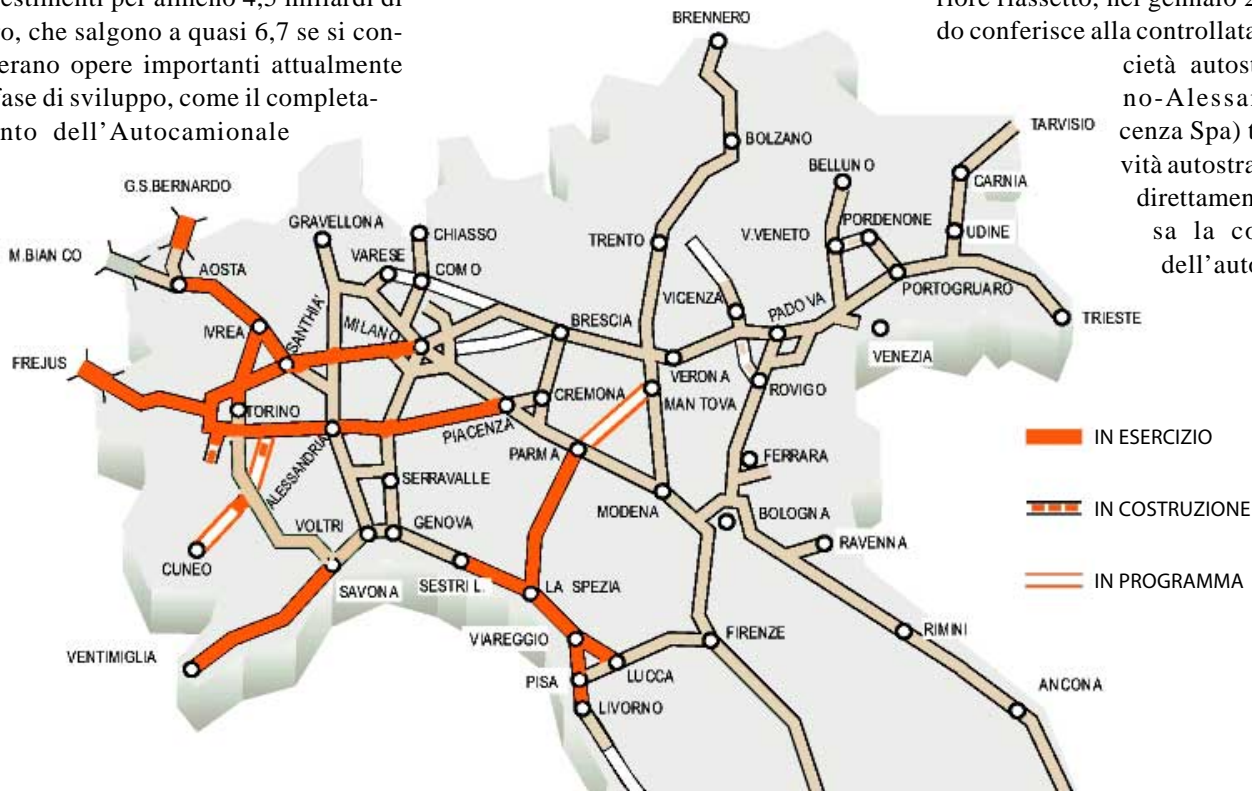 estimenti per almeno 4,5 miliardi di
o, che salgono a quasi 6,7 se si con-
erano opere importanti attualmente
fase di sviluppo, come il completa-
nto dell'Autocamionale
riore riassetto, nel gennaio 2
do conferisce alla controllata
cietà autost
no-Alessa
cenza Spa) t
vità autostra
direttamen
sa la co
dell'auto
BRENNERO
TARVISIO
BOLZANO
BELLUNO
CARNIA
G.S.BERNARDO
GRAVELLONA
CHIASSO
TRENTO
V.VENETO
PORDENONE
UDINE
M.BIANCO
AOSTA
VARESE
COMO
PORTOGRUARO
VICENZA
PADOVA
TRIESTE
IVREA
SANTHIA'
MILANO
BRESCIA
VENEZIA
FREJUS
VERONA
ROVIGO
CREMONA
MANTOVA
TORINO
PIACENZA
IN ESERCIZIO
PARMA
FERRARA
ALESSANDRIA
SERRAVALLE
MODENA
BOLOGNA
IN COSTRUZIONE
VOLTRI
GENOVA
RAVENNA
CUNEO
SAVONA
SESTRI L.
LA SPEZIA
IN PROGRAMMA
VIAREGGIO
FIRENZE
RIMINI
VENTIMIGLIA
PISA
LUCCA
ANCONA
LIVORNO